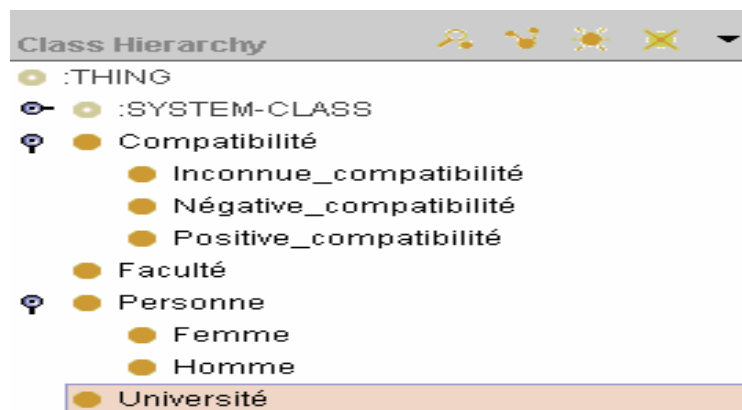 Class Hierarchy
:THING
:SYSTEM-CLASS
Compatibilité
Inconnue_compatibilité
Négative_compatibilité
Positive_compatibilité
Faculté
Personne
Femme
Homme
Université